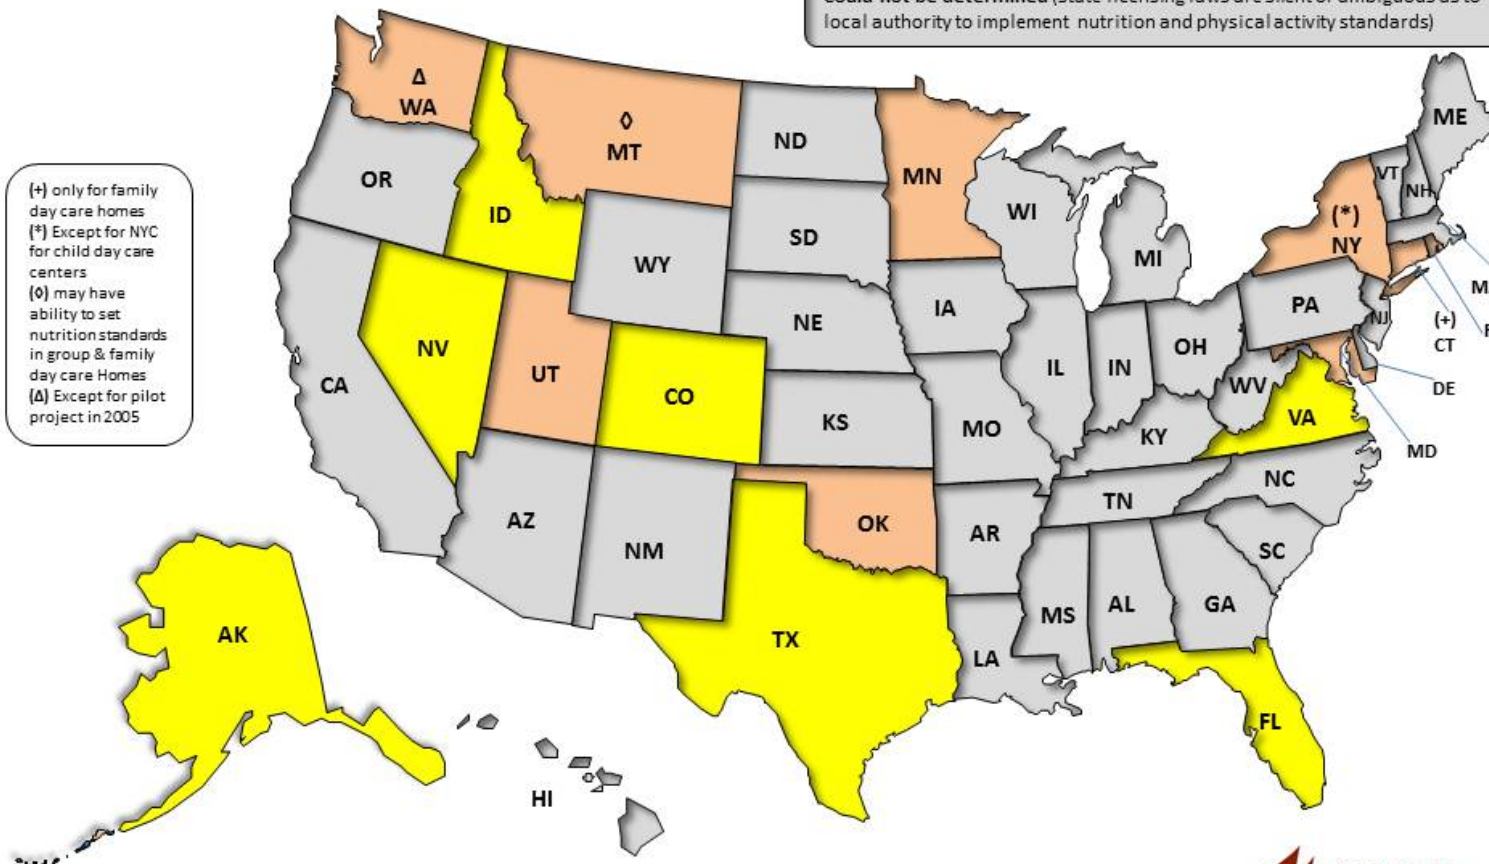 local authority to implement nutrition and physical activity standards)
Δ
WA
◊
MT
ND
MN
ME
VT
NH
OR
ID
SD
WI
(*)
NY
MI
WY
(+) only for family
day care homes
(*) Except for NYC
for child day care
centers
(◊) may have
ability to set
nutrition standards
in group & family
day care Homes
(Δ) Except for pilot
project in 2005
IA
NE
PA
NJ
(+)
CT
NV
UT
CO
CA
IL
IN
OH
WV
DE
KS
MO
KY
VA
MD
AZ
NM
OK
AR
TN
NC
SC
MS
AL
GA
AK
TX
LA
FL
HI